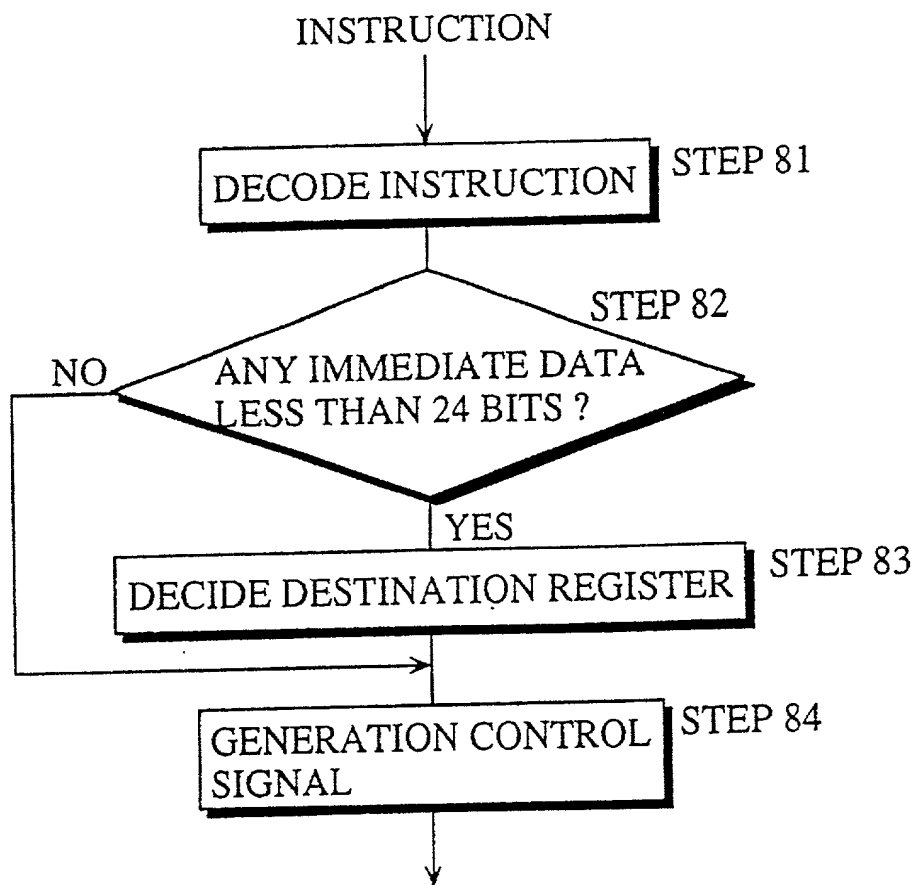 INSTRUCTION
DECODE INSTRUCTION
STEP 81
STEP 82
NO
ANY IMMEDIATE DATA
LESS THAN 24 BITS ?
YES
DECIDE DESTINATION REGISTER
STEP 83
GENERATION CONTROL
SIGNAL
STEP 84